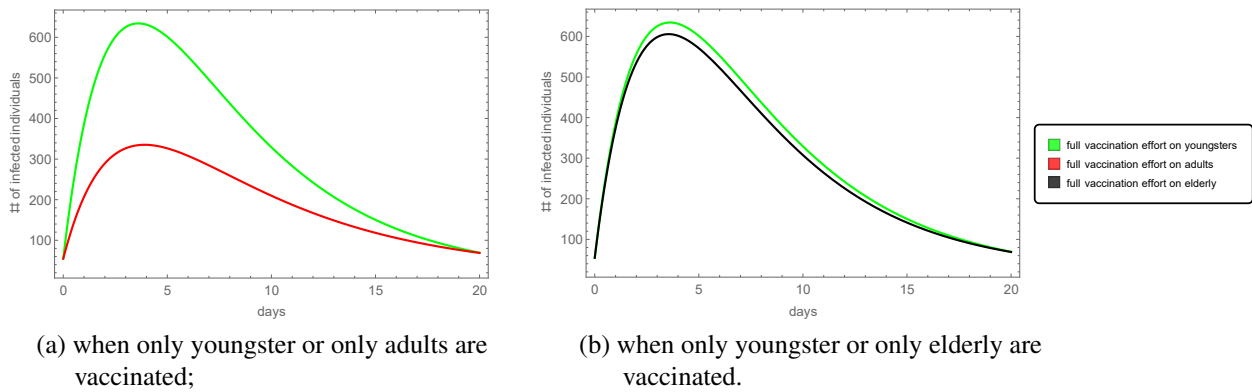 600
500
400
300
200
100
# of infected individuals
0
5
10
15
20
days
(a) when only youngster or only adults are
vaccinated;
600
500
400
300
200
100
# of infected individuals
0
5
10
15
20
days
(b) when only youngster or only elderly are
vaccinated.
full vaccination effort on youngsters
full vaccination effort on adults
full vaccination effort on elderly